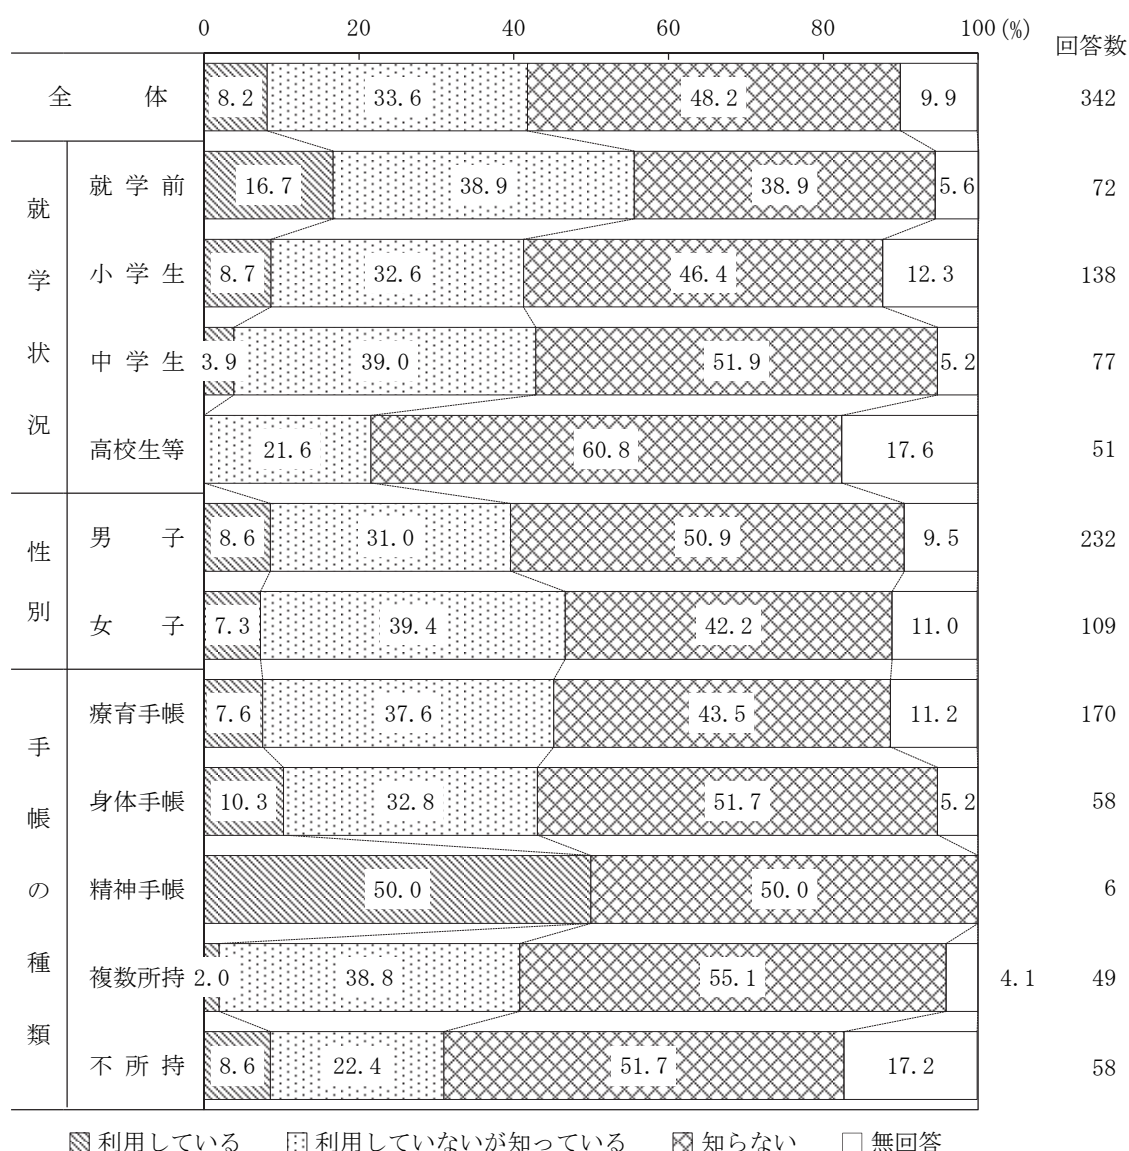 0 20 40 60 80 100 (%)
回答数
全体 8.2 33.6 48.2 9.9 342
就学状況
就学前 16.7 38.9 38.9 5.6 72
小学生 8.7 32.6 46.4 12.3 138
中学生 3.9 39.0 51.9 5.2 77
高校生等 21.6 60.8 17.6 51
性別
男子 8.6 31.0 50.9 9.5 232
女子 7.3 39.4 42.2 11.0 109
手帳の種類
療育手帳 7.6 37.6 43.5 11.2 170
身体手帳 10.3 32.8 51.7 5.2 58
精神手帳 50.0 50.0 6
複数所持 2.0 38.8 55.1 4.1 49
不所持 8.6 22.4 51.7 17.2 58
利用している 利用していないが知っている 知らない 無回答